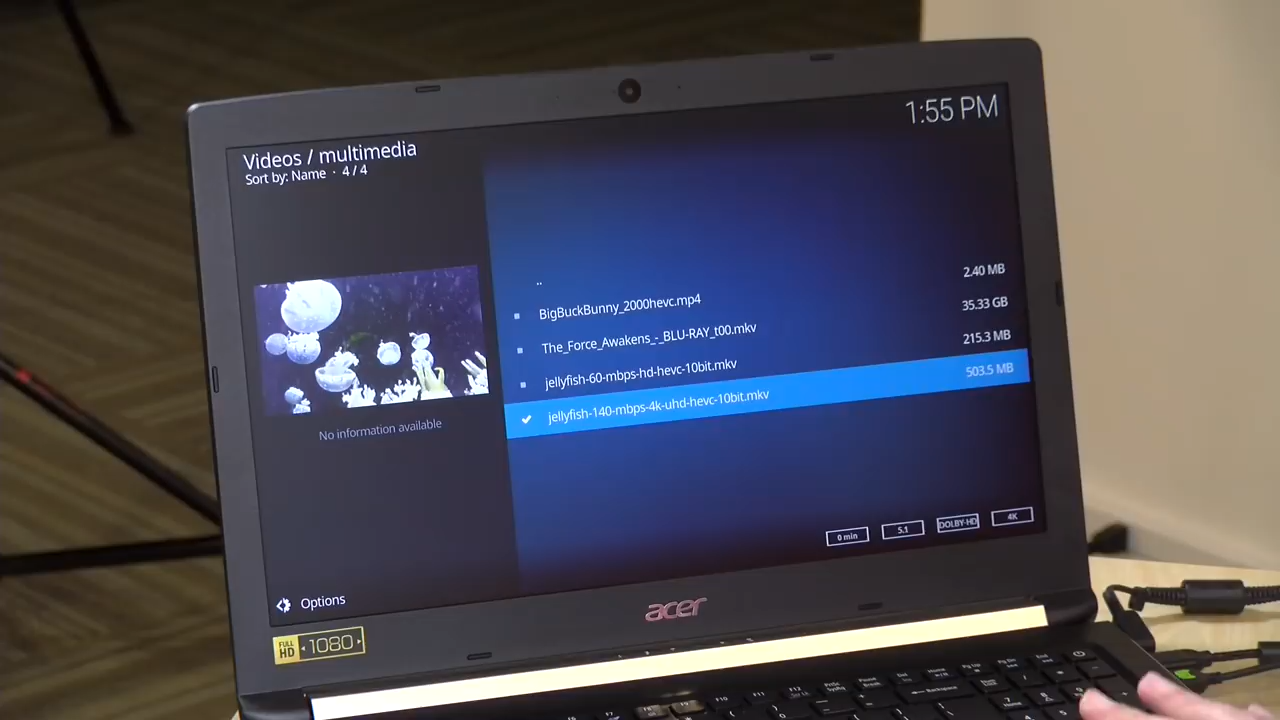 1:55 PM
Videos / multimedia
Sort by: Name · 4 / 4
..
BigBuckBunny_2000hevc.mp4 2.40 MB
The_Force_Awakens_-_BLU-RAY_t00.mkv 35.33 GB
jellyfish-60-mbps-hd-hevc-10bit.mkv 215.3 MB
jellyfish-140-mbps-4k-uhd-hevc-10bit.mkv 503.5 MB
No information available
0 min 5.1 DOLBY-HD 4K
Options
acer
FULL HD 1080